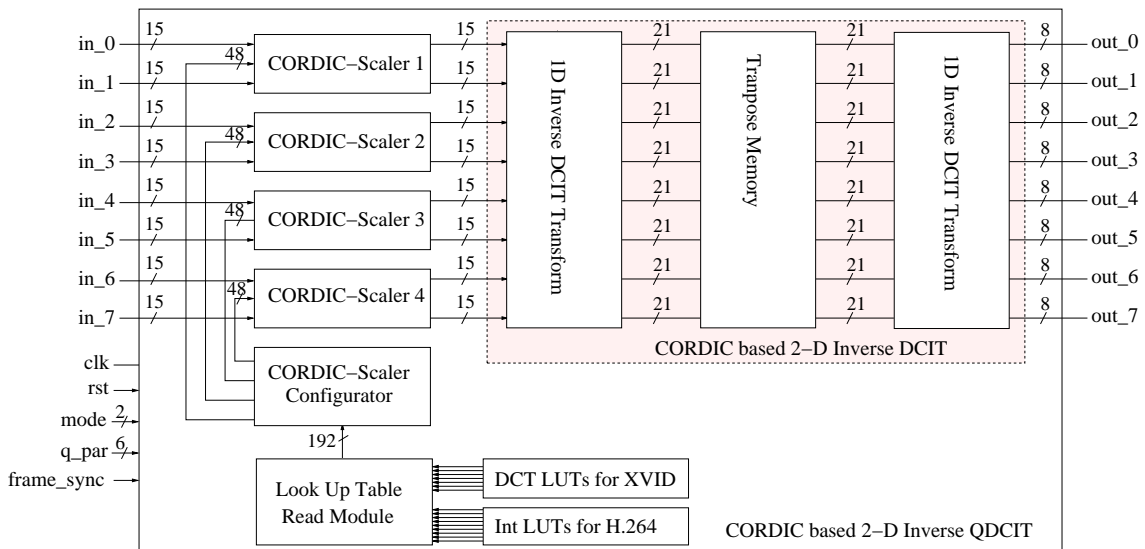 in_0 15 CORDIC−Scaler 1 15 21 21 8 out_0
48
in_1 15 15 21 21 8 out_1
in_2 15 CORDIC−Scaler 2 15 21 21 8 out_2
48
in_3 15 15 21 21 8 out_3
in_4 15 CORDIC−Scaler 3 15 21 21 8 out_4
48
in_5 15 15 21 21 8 out_5
in_6 15 CORDIC−Scaler 4 15 21 21 8 out_6
48
in_7 15 15 21 21 8 out_7
1D Inverse DCIT Transform
Tranpose Memory
1D Inverse DCIT Transform
CORDIC based 2−D Inverse DCIT
clk
rst
mode 2
q_par 6
frame_sync
CORDIC−Scaler
Configurator
192
Look Up Table
Read Module
DCT LUTs for XVID
Int LUTs for H.264
CORDIC based 2−D Inverse QDCIT